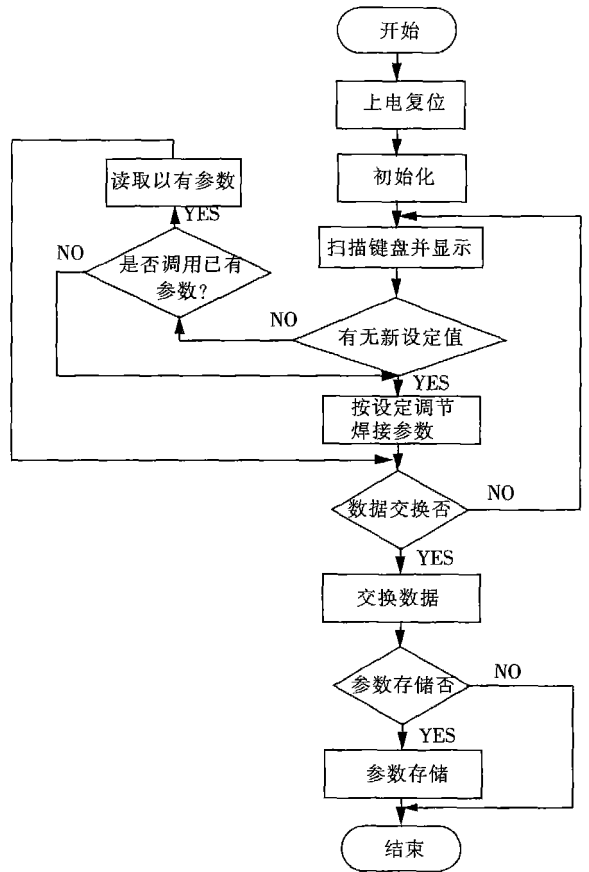 开始
上电复位
初始化
读取以有参数
扫描键盘并显示
YES
NO
是否调用已有
参数?
NO
有无新设定值
YES
按设定调节
焊接参数
数据交换否
NO
YES
交换数据
参数存储否
NO
YES
参数存储
结束